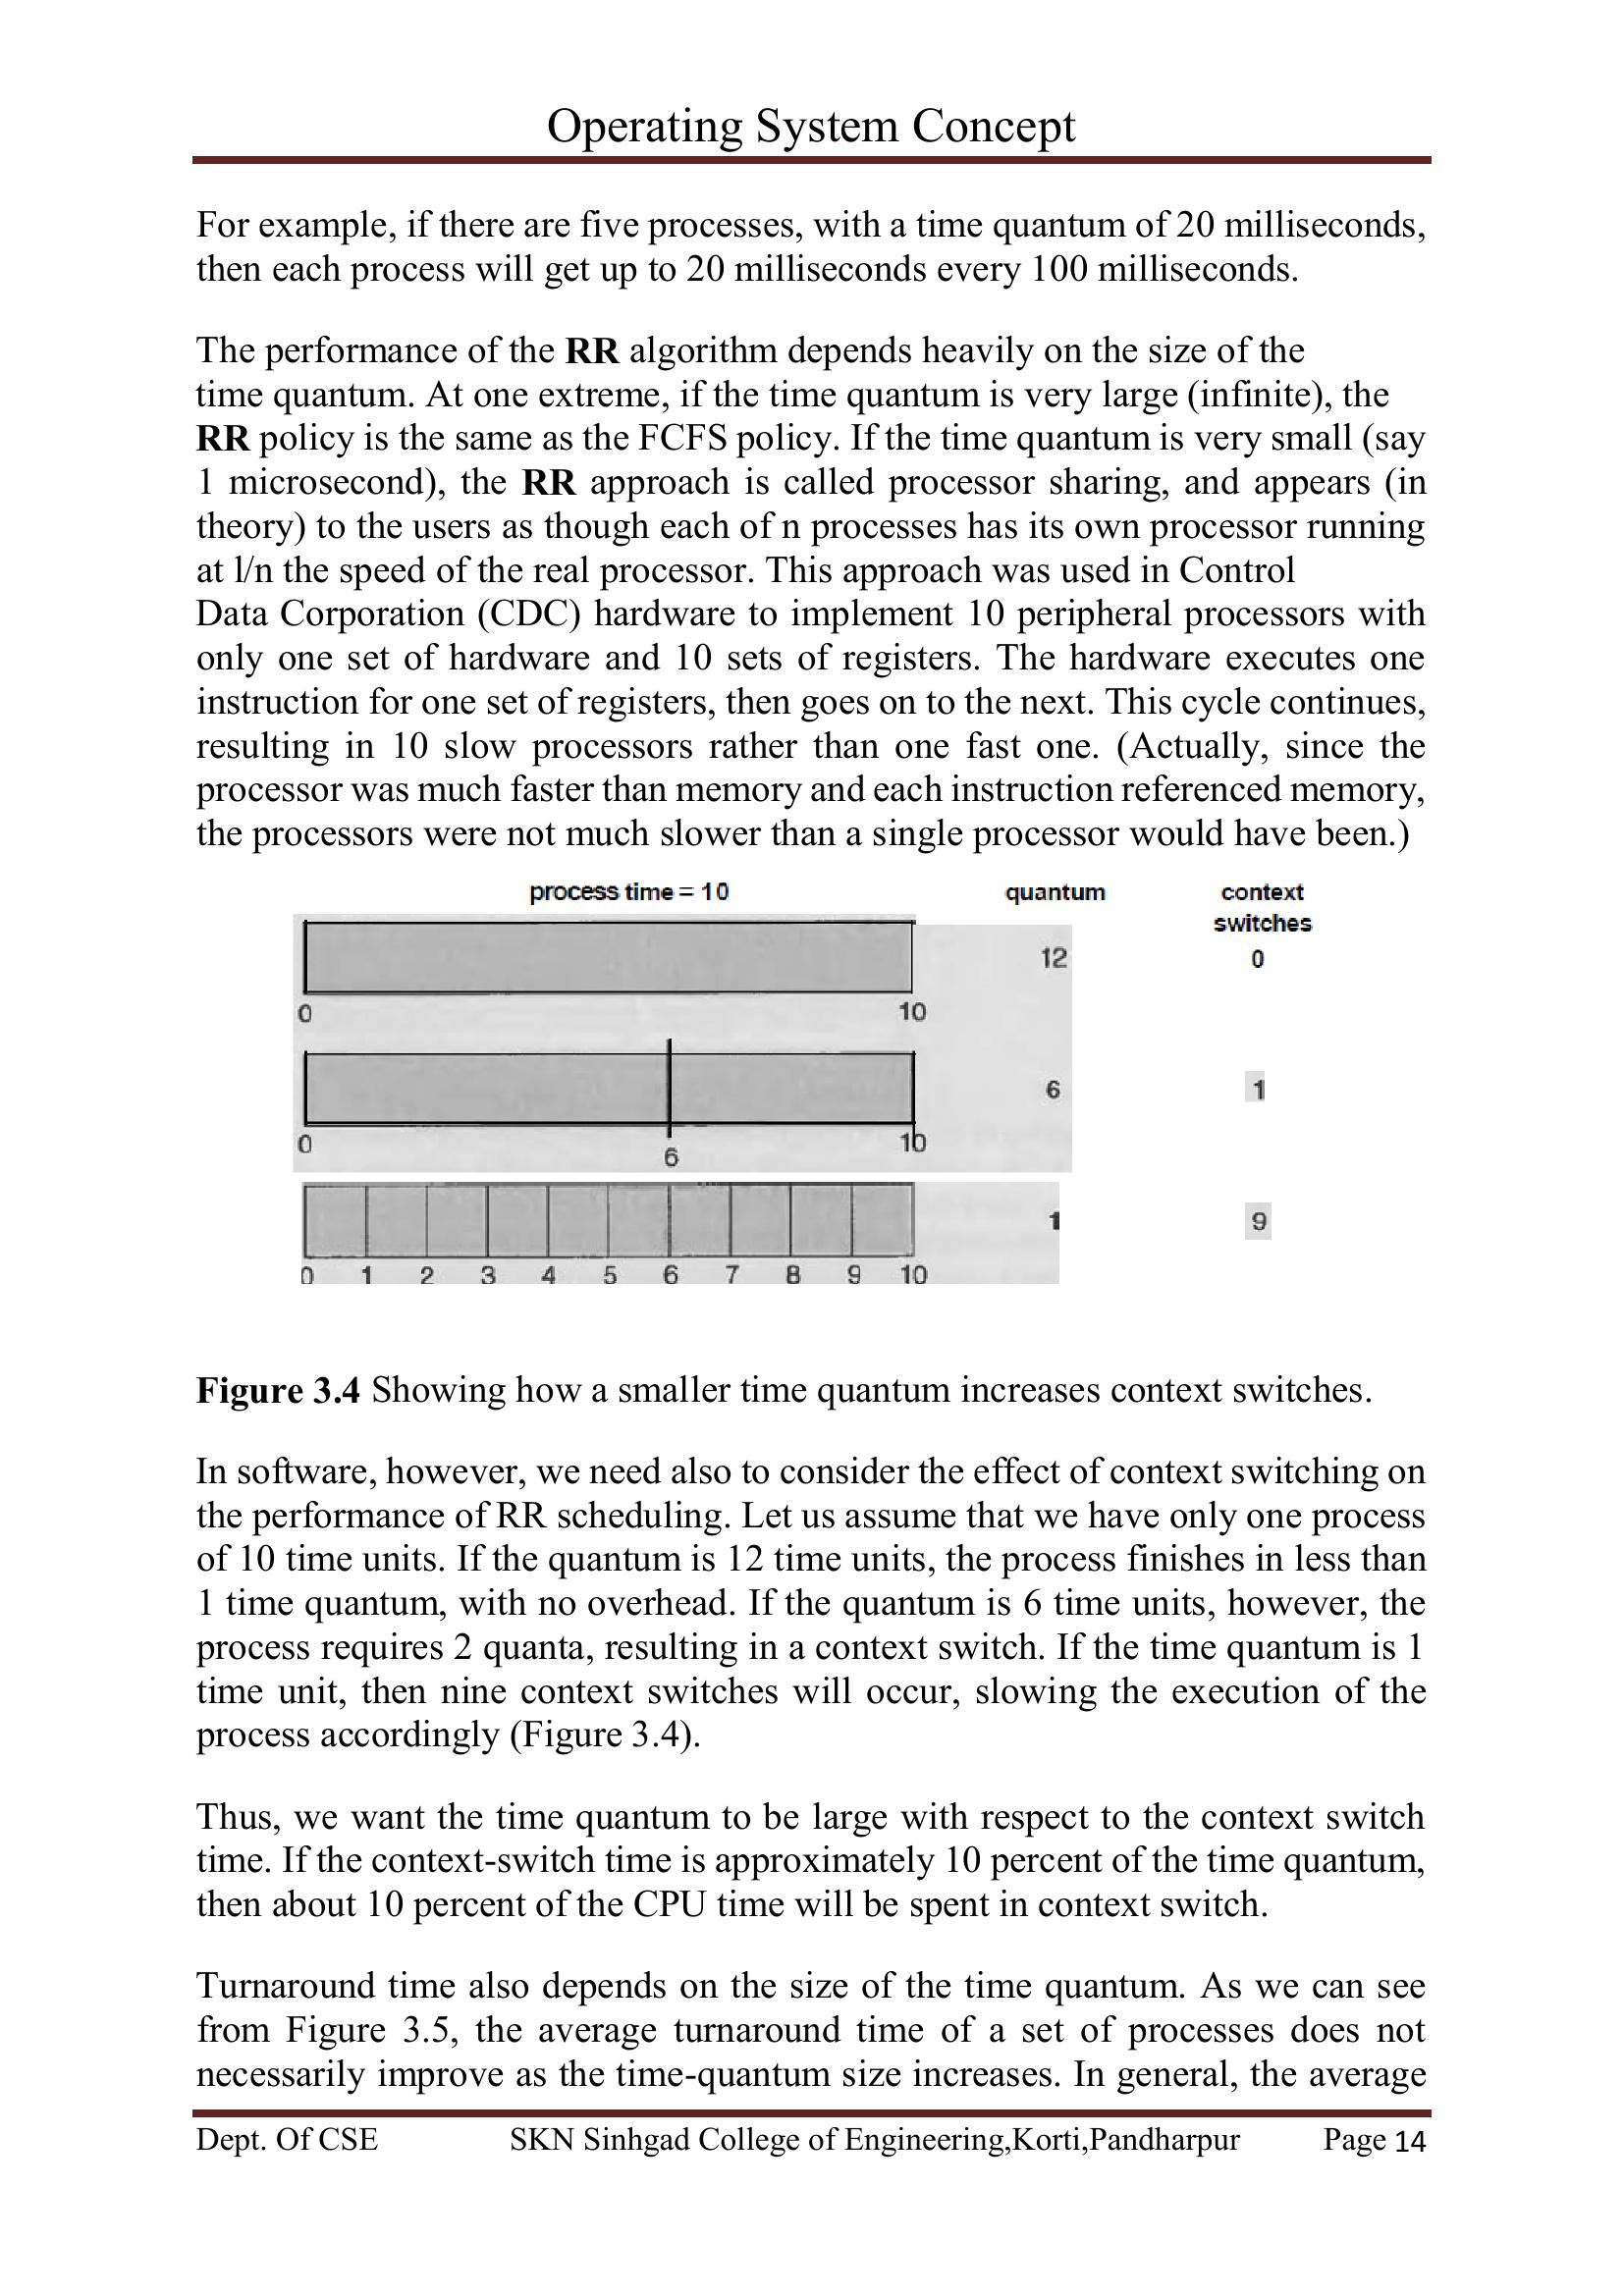 Operating System Concept
For example, if there are five processes, with a time quantum of 20 milliseconds,
then each process will get up to 20 milliseconds every 100 milliseconds.
The performance of the RR algorithm depends heavily on the size of the
time quantum. At one extreme, if the time quantum is very large (infinite), the
RR policy is the same as the FCFS policy. If the time quantum is very small (say
1 microsecond), the RR approach is called processor sharing, and appears (in
theory) to the users as though each of n processes has its own processor running
at l/n the speed of the real processor. This approach was used in Control
Data Corporation (CDC) hardware to implement 10 peripheral processors with
only one set of hardware and 10 sets of registers. The hardware executes one
instruction for one set of registers, then goes on to the next. This cycle continues,
resulting in 10 slow processors rather than one fast one. (Actually, since the
processor was much faster than memory and each instruction referenced memory,
the processors were not much slower than a single processor would have been.)
process time = 10 quantum context
switches
12 0
0 10
6 1
0 6 10
1 9
0 1 2 3 4 5 6 7 8 9 10
Figure 3.4 Showing how a smaller time quantum increases context switches.
In software, however, we need also to consider the effect of context switching on
the performance of RR scheduling. Let us assume that we have only one process
of 10 time units. If the quantum is 12 time units, the process finishes in less than
1 time quantum, with no overhead. If the quantum is 6 time units, however, the
process requires 2 quanta, resulting in a context switch. If the time quantum is 1
time unit, then nine context switches will occur, slowing the execution of the
process accordingly (Figure 3.4).
Thus, we want the time quantum to be large with respect to the context switch
time. If the context-switch time is approximately 10 percent of the time quantum,
then about 10 percent of the CPU time will be spent in context switch.
Turnaround time also depends on the size of the time quantum. As we can see
from Figure 3.5, the average turnaround time of a set of processes does not
necessarily improve as the time-quantum size increases. In general, the average
Dept. Of CSE SKN Sinhgad College of Engineering,Korti,Pandharpur Page 14